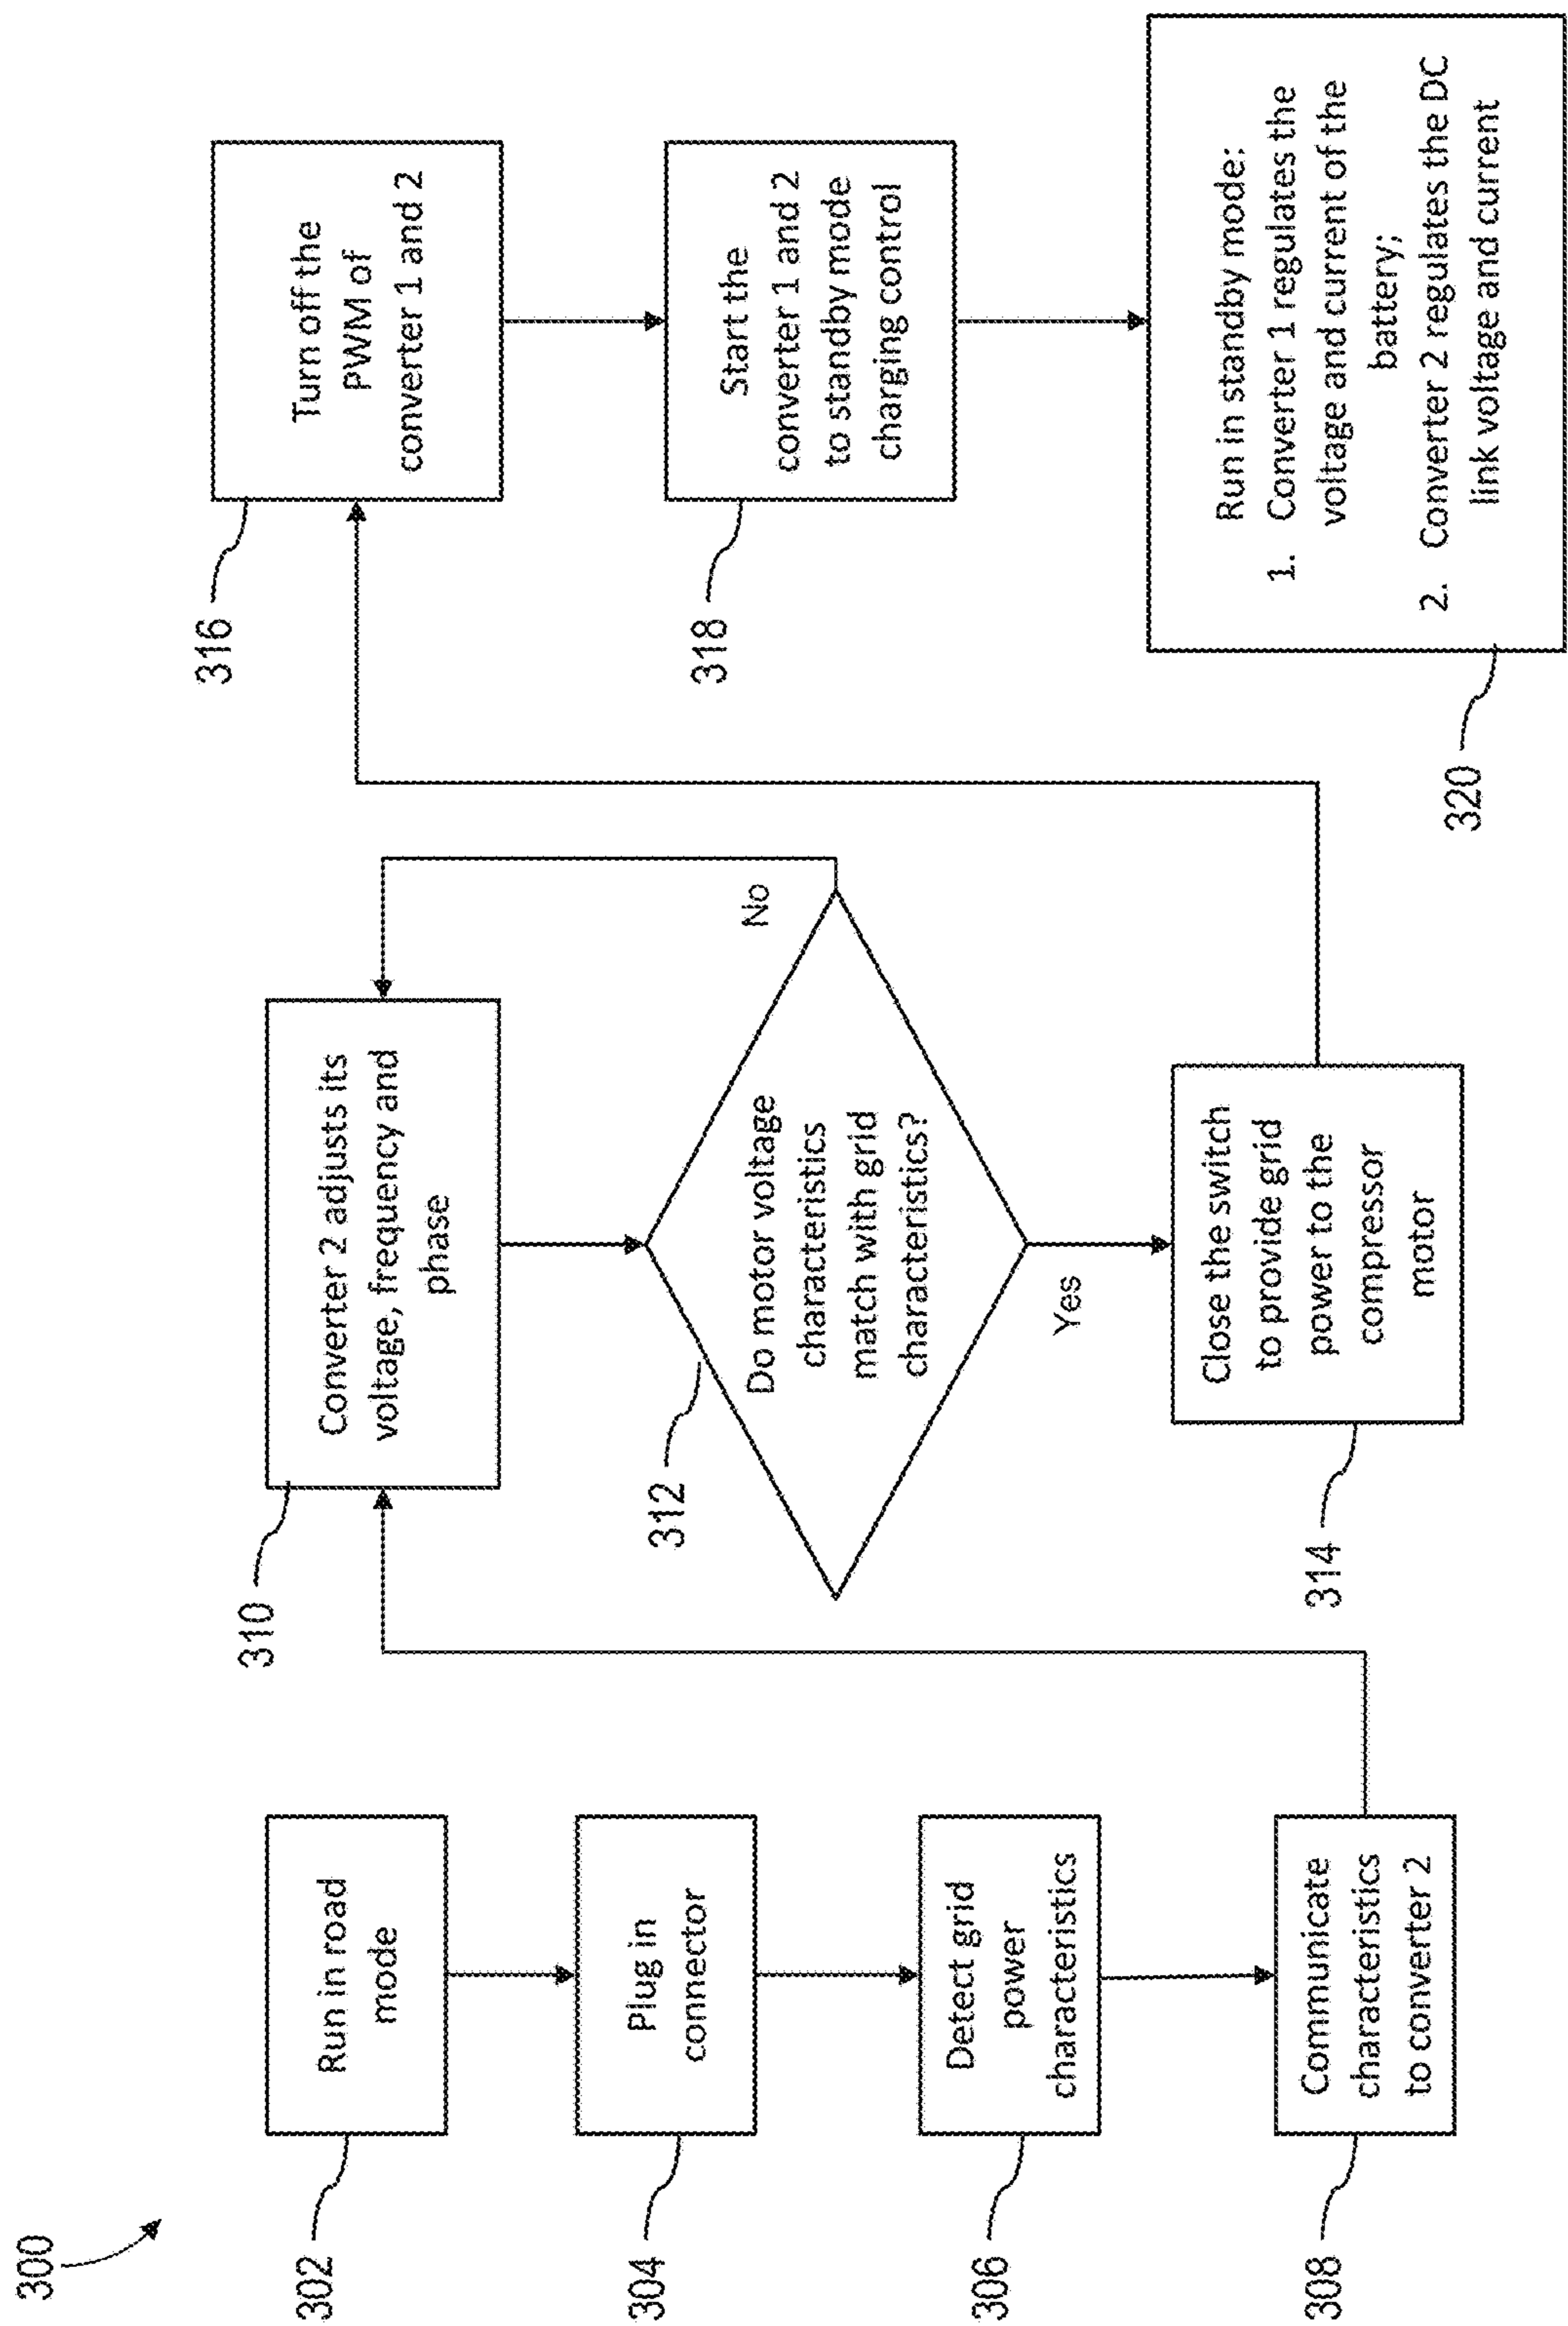 300
302
Run in road
mode
304
Plug in
connector
306
Detect grid
power
characteristics
308
Communicate
characteristics
to converter 2
310
Converter 2 adjusts its
voltage, frequency and
phase
312
Do motor voltage
characteristics
match with grid
characteristics?
No
Yes
314
Close the switch
to provide grid
power to the
compressor
motor
316
Turn off the
PWM of
converter 1 and 2
318
Start the
converter 1 and 2
to standby mode
charging control
320
Run in standby mode:
1. Converter 1 regulates the
voltage and current of the
battery;
2. Converter 2 regulates the DC
link voltage and current